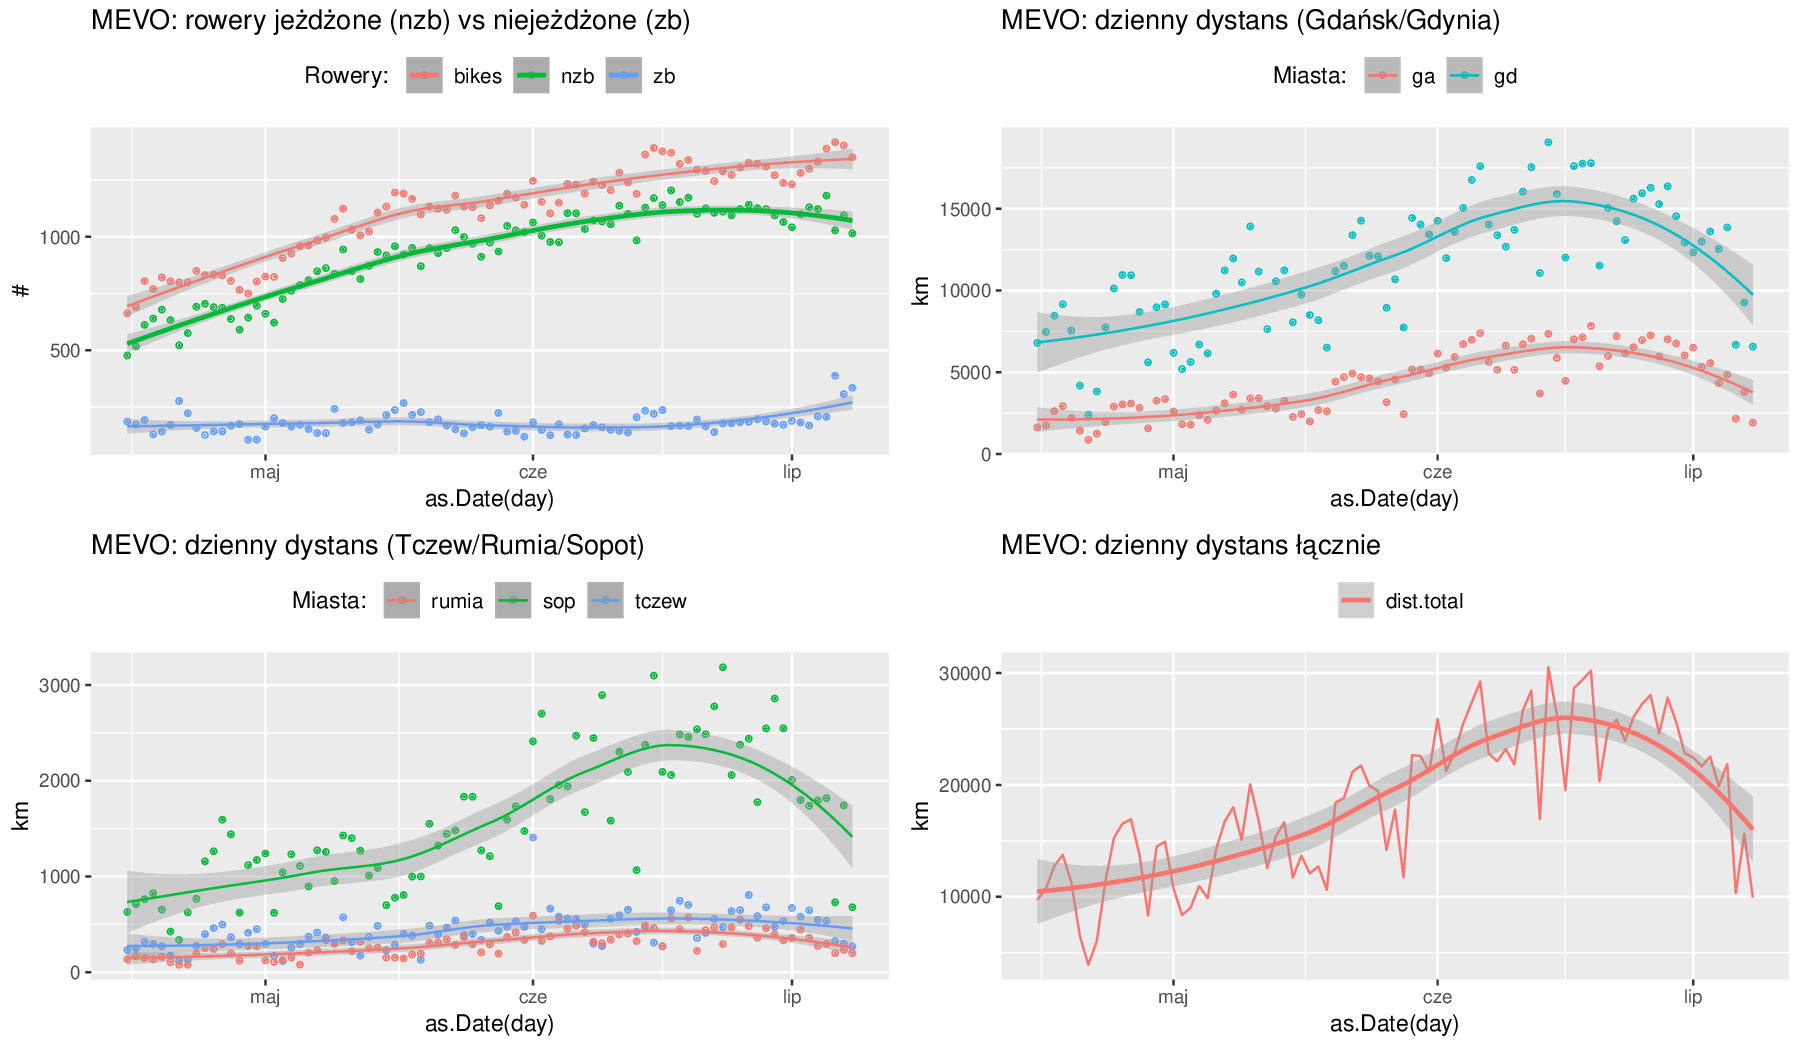 MEVO: rowery jeżdżone (nzb) vs niejeżdżone (zb)
Rowery: bikes nzb zb
#
1000
500
maj cze lip
as.Date(day)
MEVO: dzienny dystans (Gdańsk/Gdynia)
Miasta: ga gd
km
15000
10000
5000
0
maj cze lip
as.Date(day)
MEVO: dzienny dystans (Tczew/Rumia/Sopot)
Miasta: rumia sop tczew
km
3000
2000
1000
0
maj cze lip
as.Date(day)
MEVO: dzienny dystans łącznie
dist.total
km
30000
20000
10000
maj cze lip
as.Date(day)